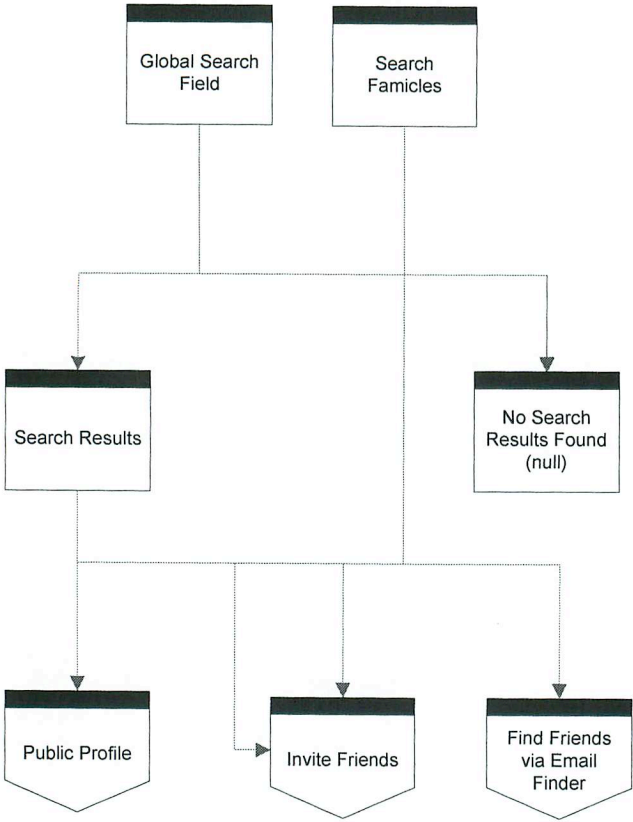 Global Search
Field
Search
Famicles
Search Results
No Search
Results Found
(null)
Public Profile
Invite Friends
Find Friends
via Email
Finder